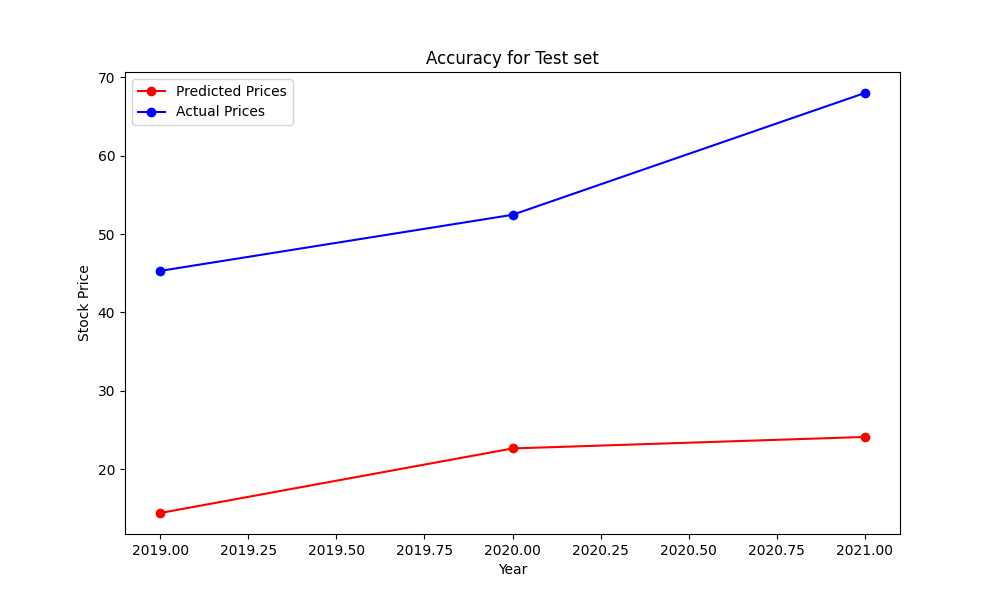 Accuracy for Test set
Predicted Prices
Actual Prices
70
60
50
40
30
20
Stock Price
2019.00 2019.25 2019.50 2019.75 2020.00 2020.25 2020.50 2020.75 2021.00
Year